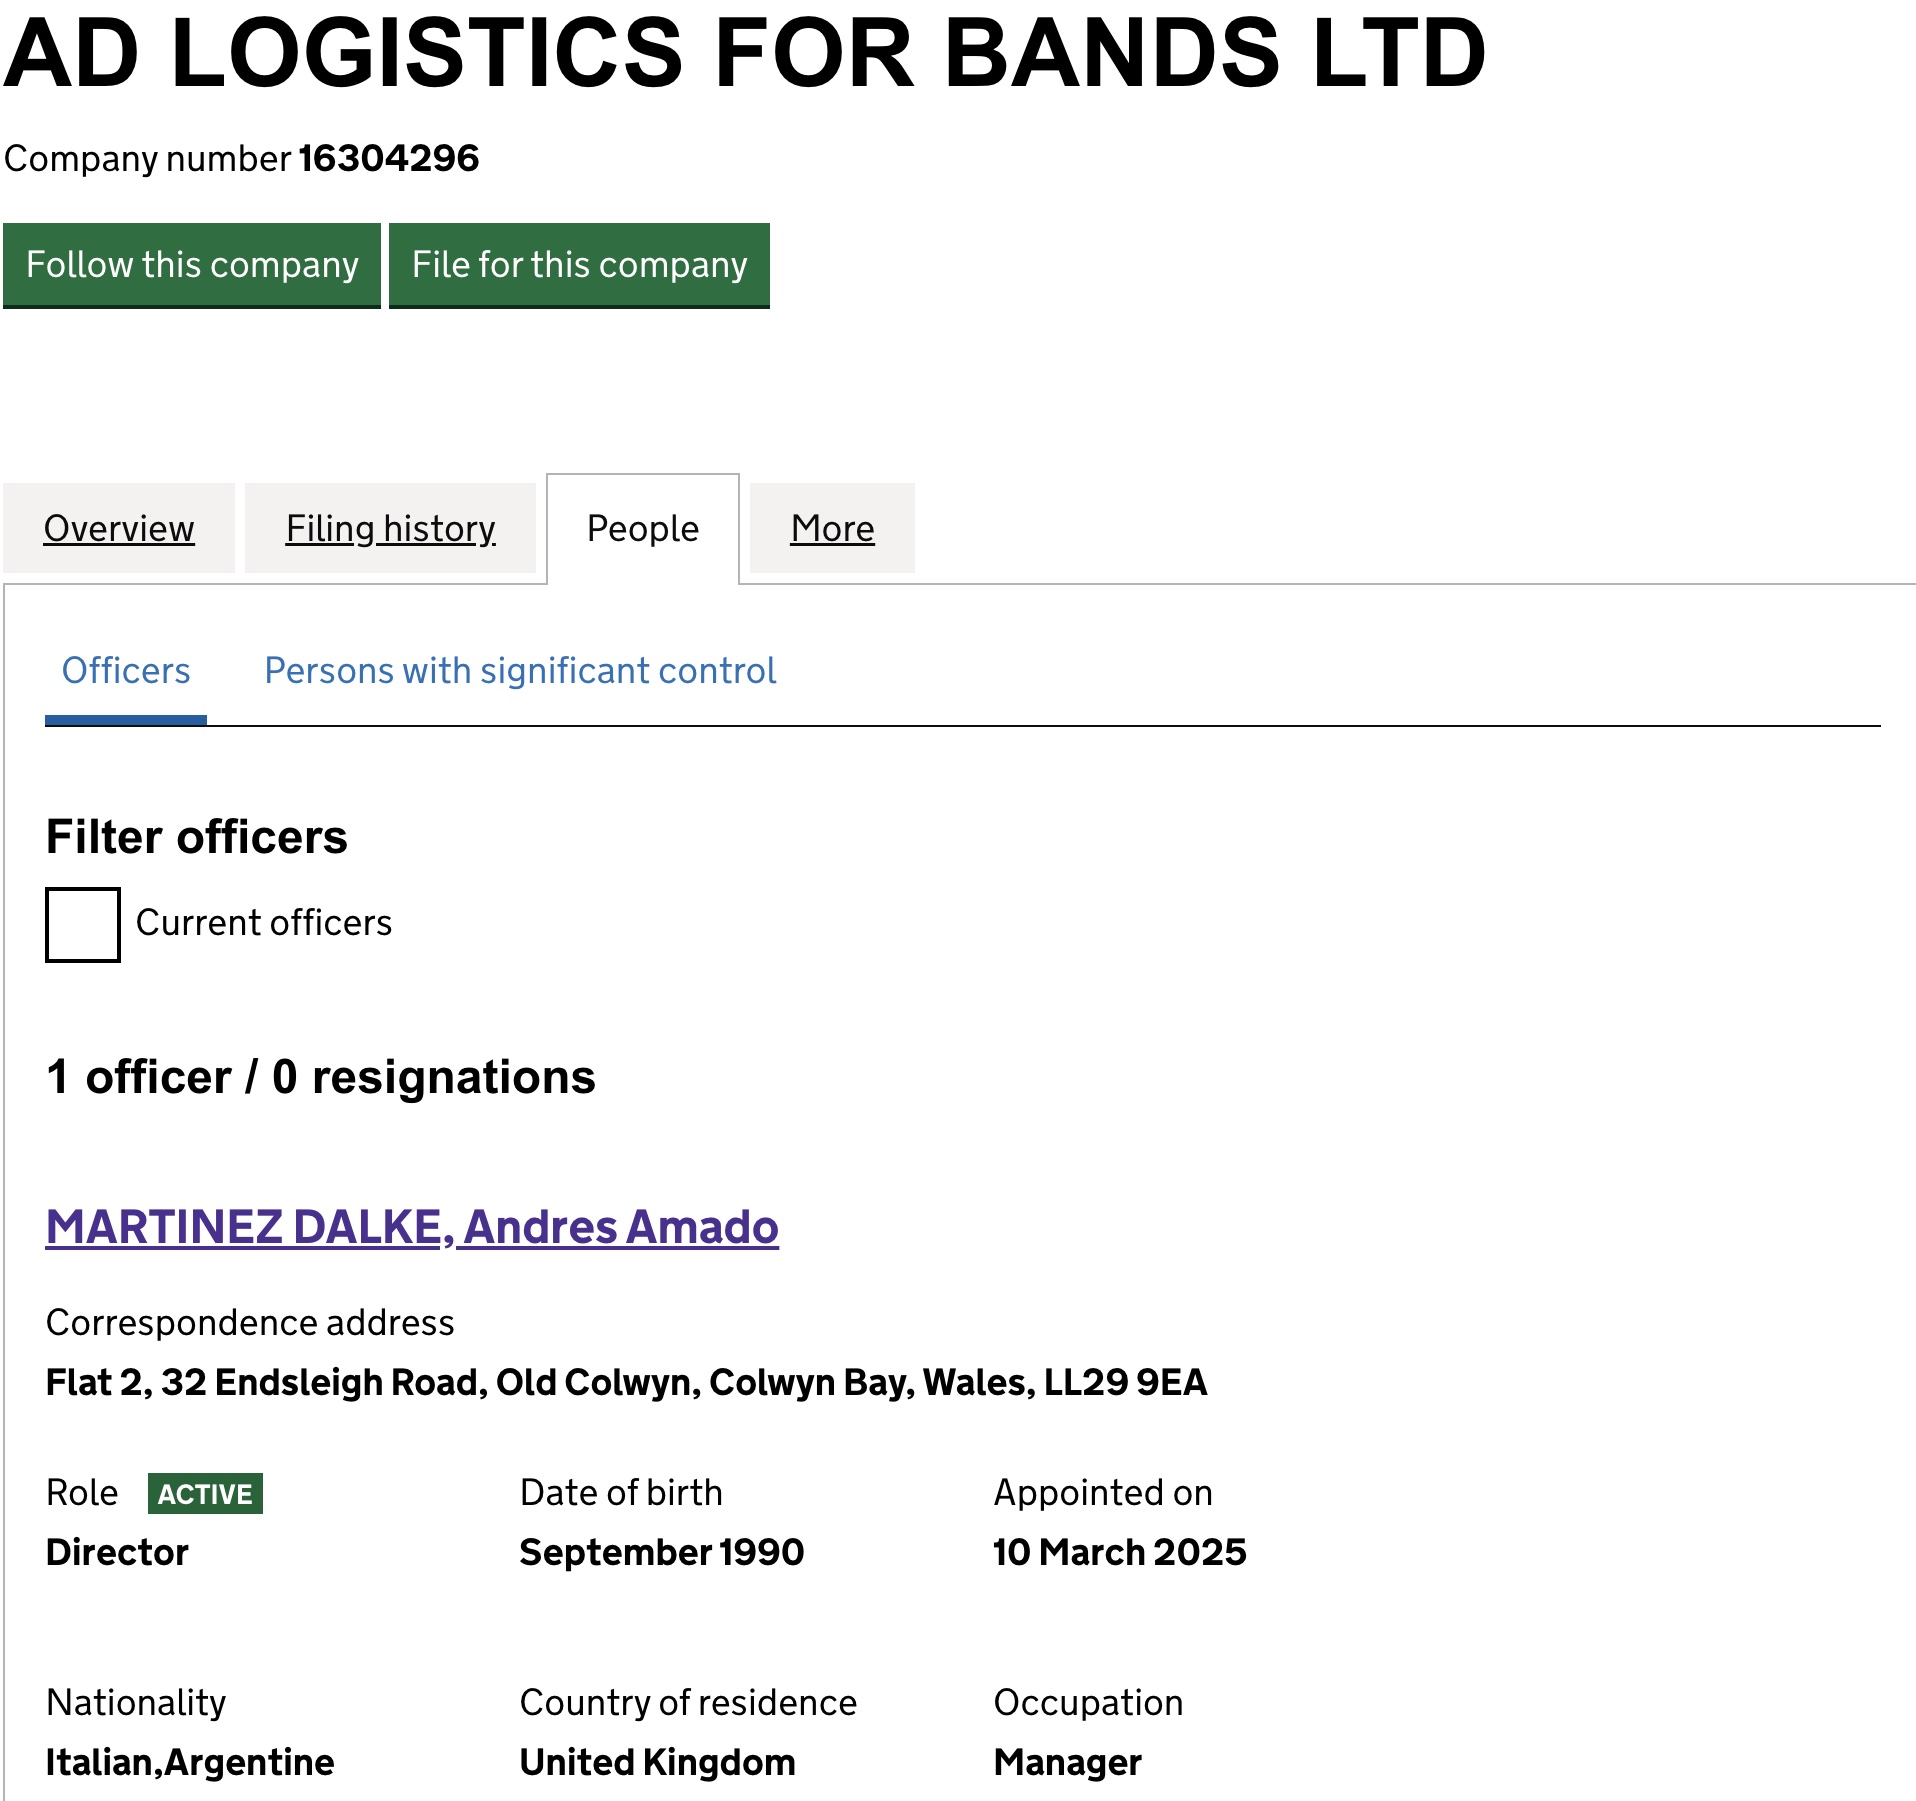 AD LOGISTICS FOR BANDS LTD
Company number 16304296
Follow this company File for this company
Overview Filing history People More
Officers Persons with significant control
Filter officers
Current officers
1 officer / 0 resignations
MARTINEZ DALKE, Andres Amado
Correspondence address
Flat 2, 32 Endsleigh Road, Old Colwyn, Colwyn Bay, Wales, LL29 9EA
Role ACTIVE Date of birth Appointed on
Director September 1990 10 March 2025
Nationality Country of residence Occupation
Italian,Argentine United Kingdom Manager